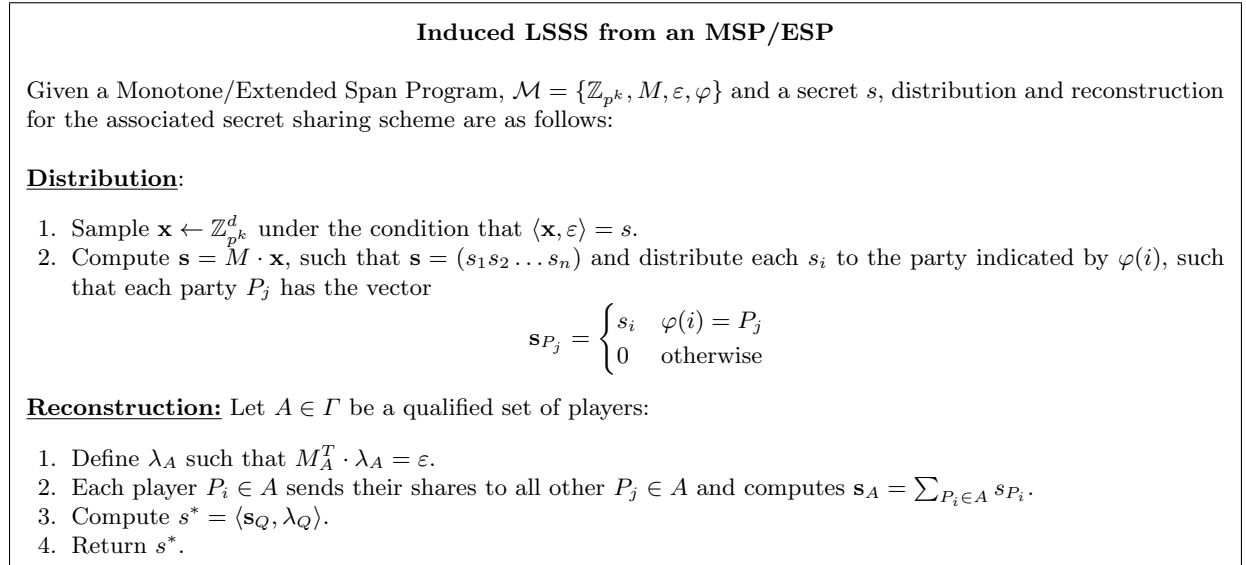 Induced LSSS from an MSP/ESP
Given a Monotone/Extended Span Program, ℳ = {ℤ_{p^k}, M, ε, φ} and a secret s, distribution and reconstruction
for the associated secret sharing scheme are as follows:
Distribution:
1. Sample 𝐱 ← ℤ^d_{p^k} under the condition that ⟨𝐱, ε⟩ = s.
2. Compute 𝐬 = M · 𝐱, such that 𝐬 = (s₁s₂ … sₙ) and distribute each s_i to the party indicated by φ(i), such
that each party P_j has the vector
𝐬_{P_j} = { s_i φ(i) = P_j
0 otherwise
Reconstruction: Let A ∈ Γ be a qualified set of players:
1. Define λ_A such that M_A^T · λ_A = ε.
2. Each player P_i ∈ A sends their shares to all other P_j ∈ A and computes 𝐬_A = ∑_{P_i∈A} s_{P_i}.
3. Compute s* = ⟨𝐬_Q, λ_Q⟩.
4. Return s*.